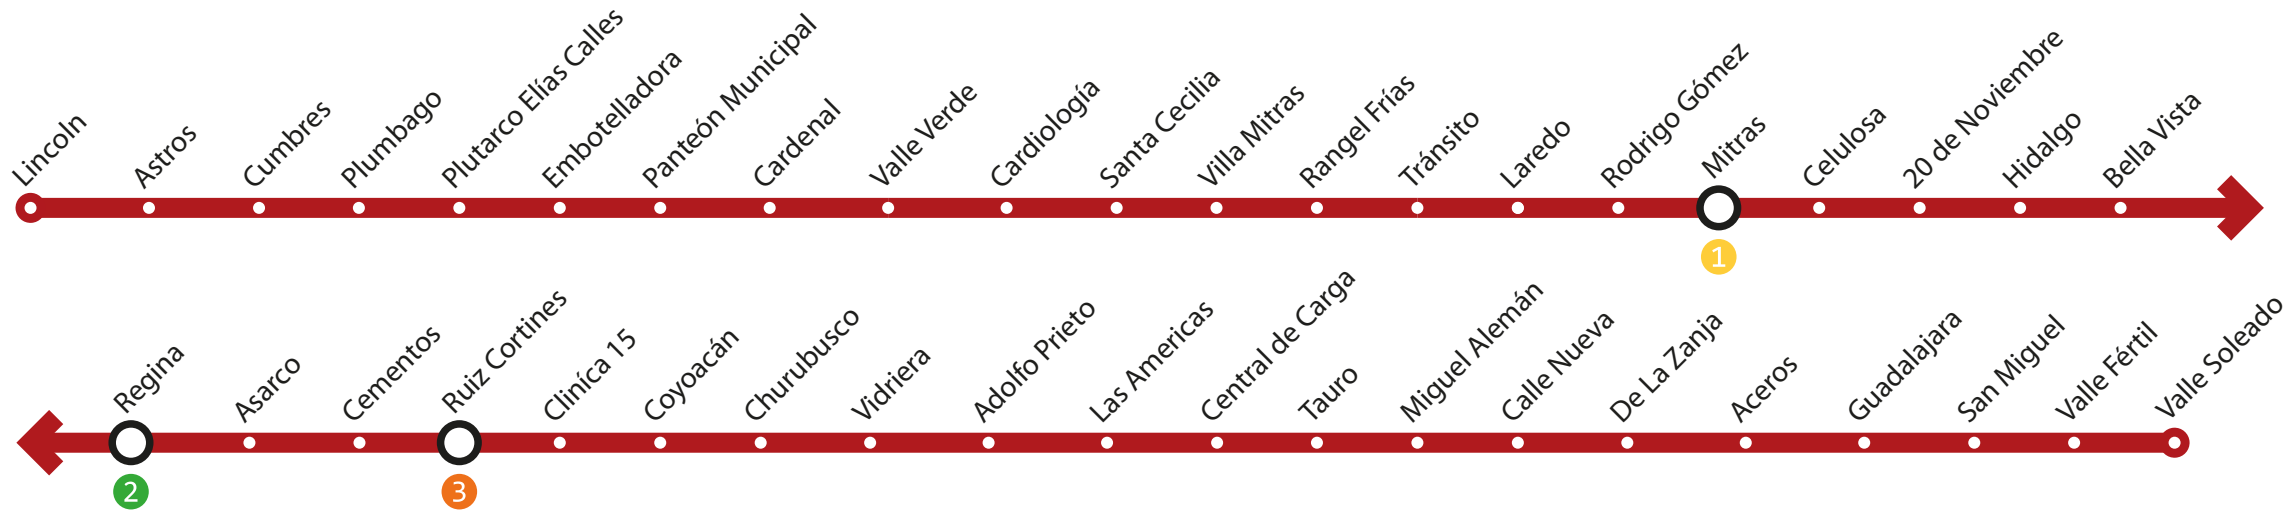 Lincoln
Astros
Cumbres
Plumbago
Plutarco Elías Calles
Embotelladora
Panteón Municipal
Cardenal
Valle Verde
Cardiología
Santa Cecilia
Villa Mitras
Rangel Frías
Tránsito
Laredo
Rodrigo Gómez
Mitras
Celulosa
20 de Noviembre
Hidalgo
Bella Vista
1
Regina
Asarco
Cementos
Ruiz Cortines
Cliníca 15
Coyoacán
Churubusco
Vidriera
Adolfo Prieto
Las Americas
Central de Carga
Tauro
Miguel Alemán
Calle Nueva
De La Zanja
Aceros
Guadalajara
San Miguel
Valle Fértil
Valle Soleado
2
3